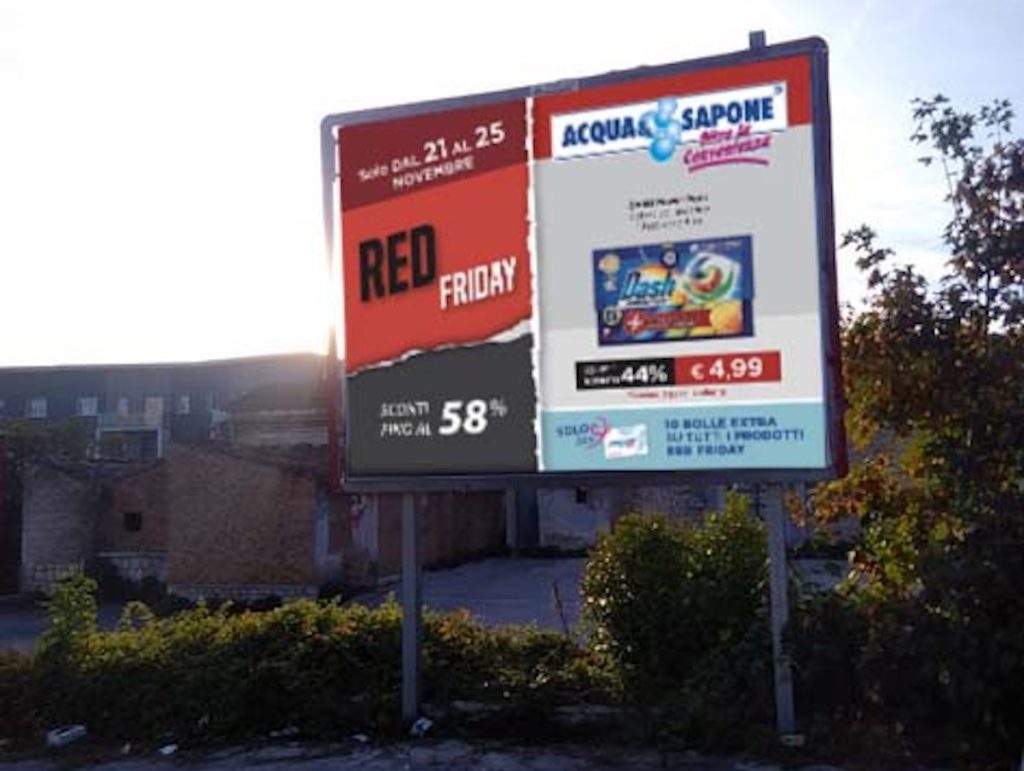 Solo DAL 21 AL 25
NOVEMBRE
RED
FRIDAY
SCONTI
FINO AL 58%
ACQUA & SAPONE
Oltre la
Convenienza
Dash
44% € 4,99
SOLO
10 BOLLE EXTRA
SU TUTTI I PRODOTTI
RED FRIDAY